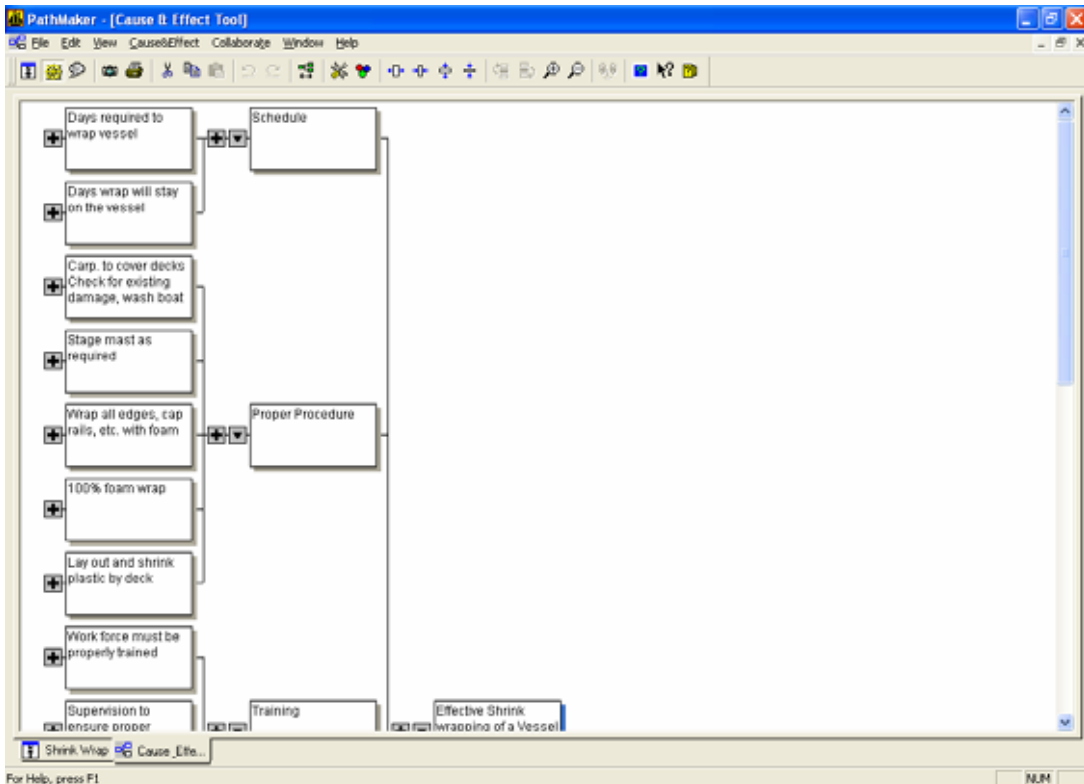 PathMaker - [Cause & Effect Tool]
File Edit View Cause&Effect Collaborate Window Help
Days required to
wrap vessel
Schedule
Days wrap will stay
on the vessel
Carp. to cover decks
Check for existing
damage, wash boat
Stage mast as
required
Wrap all edges, cap
rails, etc. with foam
Proper Procedure
100% foam wrap
Lay out and shrink
plastic by deck
Work force must be
properly trained
Supervision to
ensure proper
Training
Effective Shrink
wrapping of a Vessel
Shrink Wrap
Cause_Effe...
For Help, press F1
NUM